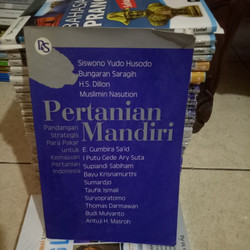 PS
Siswono Yudo Husodo
Bungaran Saragih
H.S. Dillon
Muslimin Nasution
Pertanian
Mandiri
Pandangan
Strategis
Para Pakar
untuk
Kemajuan
Pertanian
Indonesia
E. Gumbira Sa'id
I Putu Gede Ary Suta
Supiandi Sabiham
Bayu Krisnamurthi
Sumardjo
Taufik Ismail
Suryopratomo
Thomas Darmawan
Budi Mulyanto
Antuji H. Masroh